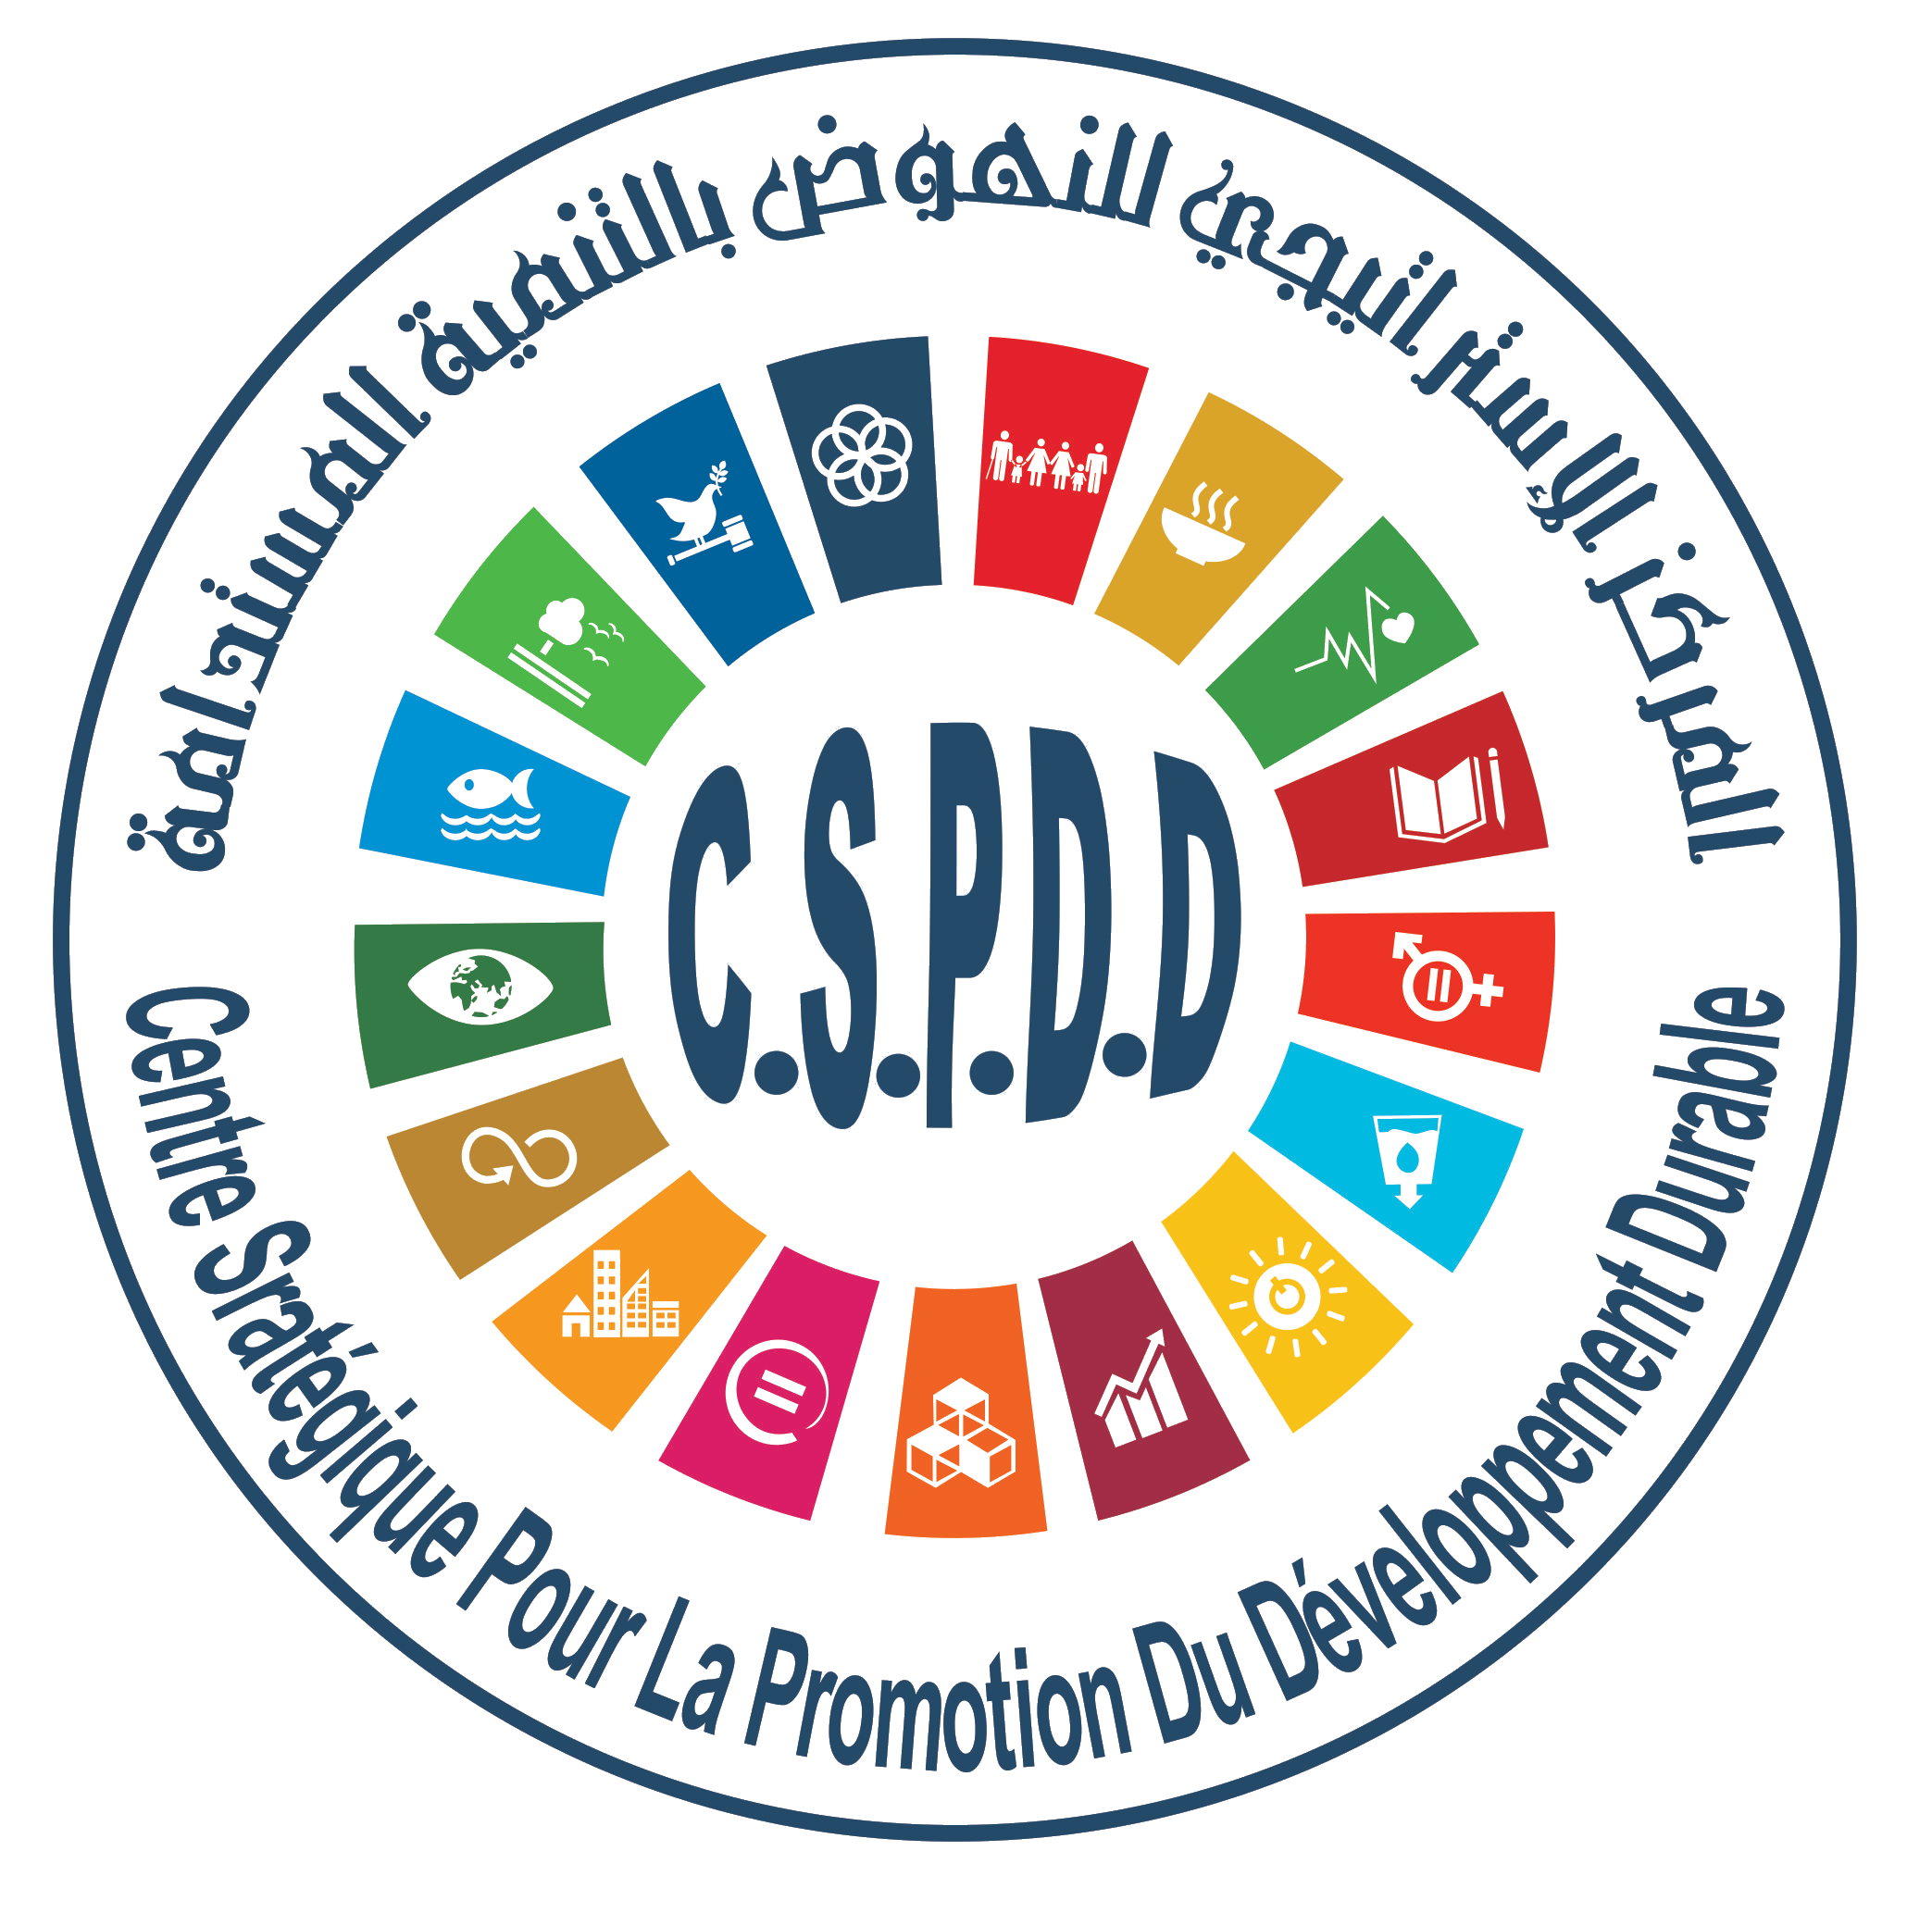 المركز الإستراتيجي للنهوض بالتنمية المستدامة
C.S.P.D.D
Centre Sratégique Pour La Promotion Du Développement Durable